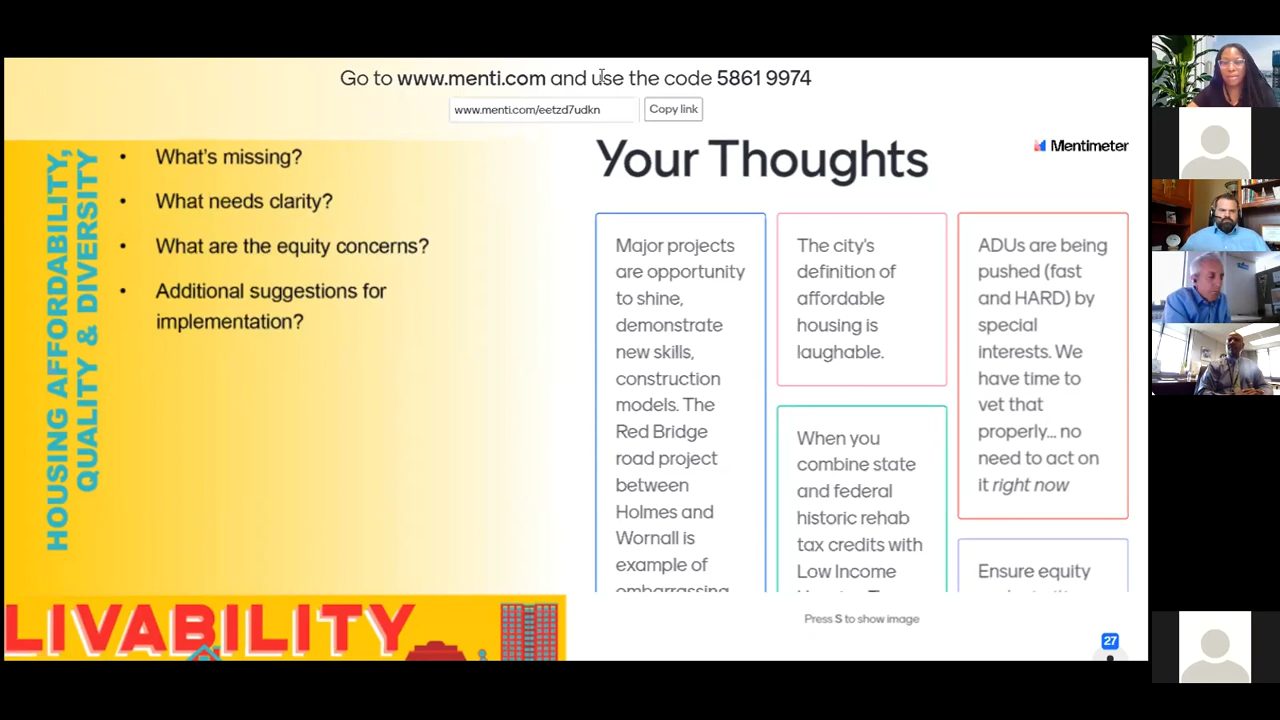 Go to www.menti.com and use the code 5861 9974
www.menti.com/eetzd7udkn
Copy link
HOUSING AFFORDABILITY,
QUALITY & DIVERSITY
• What's missing?
• What needs clarity?
• What are the equity concerns?
• Additional suggestions for
implementation?
LIVABILITY
Your Thoughts
Mentimeter
Major projects
are opportunity
to shine,
demonstrate
new skills,
construction
models. The
Red Bridge
road project
between
Holmes and
Wornall is
example of
embarrassing
The city's
definition of
affordable
housing is
laughable.
When you
combine state
and federal
historic rehab
tax credits with
Low Income
ADUs are being
pushed (fast
and HARD) by
special
interests. We
have time to
vet that
properly... no
need to act on
it right now
Ensure equity
Press S to show image
27